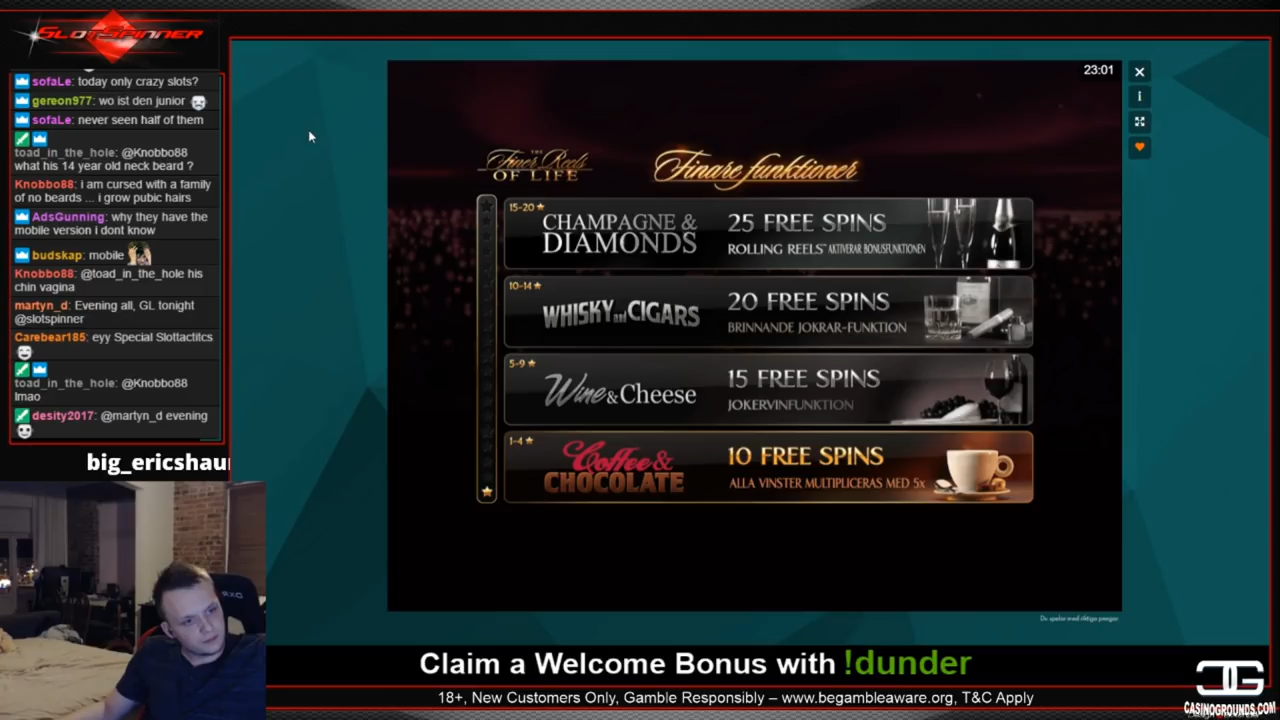 SLOTSPINNER
sofaLe: today only crazy slots?
gereon977: wo ist den junior
sofaLe: never seen half of them
toad_in_the_hole: @Knobbo88
what his 14 year old neck beard ?
Knobbo88: i am cursed with a family
of no beards ... i grow pubic hairs
AdsGunning: why they have the
mobile version i dont know
budskap: mobile
Knobbo88: @toad_in_the_hole his
chin vagina
martyn_d: Evening all, GL tonight
@slotspinner
Carebear185: eyy Special Slottactitcs
toad_in_the_hole: @Knobbo88
lmao
desity2017: @martyn_d evening
big_ericshau
23:01
THE
Finer Reels
OF LIFE
Finare funktioner
15-20
CHAMPAGNE &
DIAMONDS
25 FREE SPINS
ROLLING REELS™ AKTIVERAR BONUSFUNKTIONEN
10-14
WHISKY and CIGARS
20 FREE SPINS
BRINNANDE JOKRAR-FUNKTION
5-9
Wine & Cheese
15 FREE SPINS
JOKERVINFUNKTION
1-4
Coffee &
CHOCOLATE
10 FREE SPINS
ALLA VINSTER MULTIPLICERAS MED 5x
Du spelar med riktiga pengar
Claim a Welcome Bonus with !dunder
18+, New Customers Only, Gamble Responsibly – www.begambleaware.org, T&C Apply
CG
CASINOGROUNDS.COM